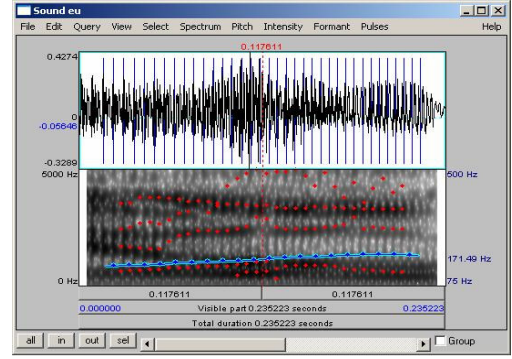 Sound eu
File Edit Query View Select Spectrum Pitch Intensity Formant Pulses Help
0.117611
0.4274
0
-0.05646
-0.3289
5000 Hz 500 Hz
171.49 Hz
0 Hz 75 Hz
0.117611 0.117611
0.000000 Visible part 0.235223 seconds 0.235223
Total duration 0.235223 seconds
all in out sel Group